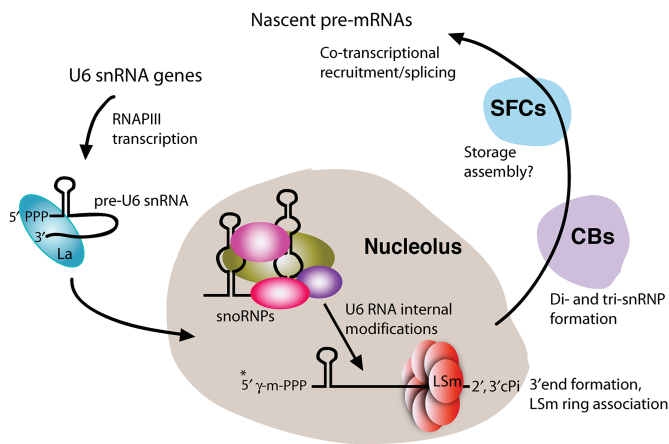 Nascent pre-mRNAs
Co-transcriptional
recruitment/splicing
U6 snRNA genes
RNAPIII
transcription
SFCs
Storage
assembly?
pre-U6 snRNA
5′ PPP
3′
La
Nucleolus
CBs
Di- and tri-snRNP
formation
snoRNPs
U6 RNA internal
modifications
*
5′ γ-m-PPP
LSm
2′, 3′cPi
3′end formation,
LSm ring association